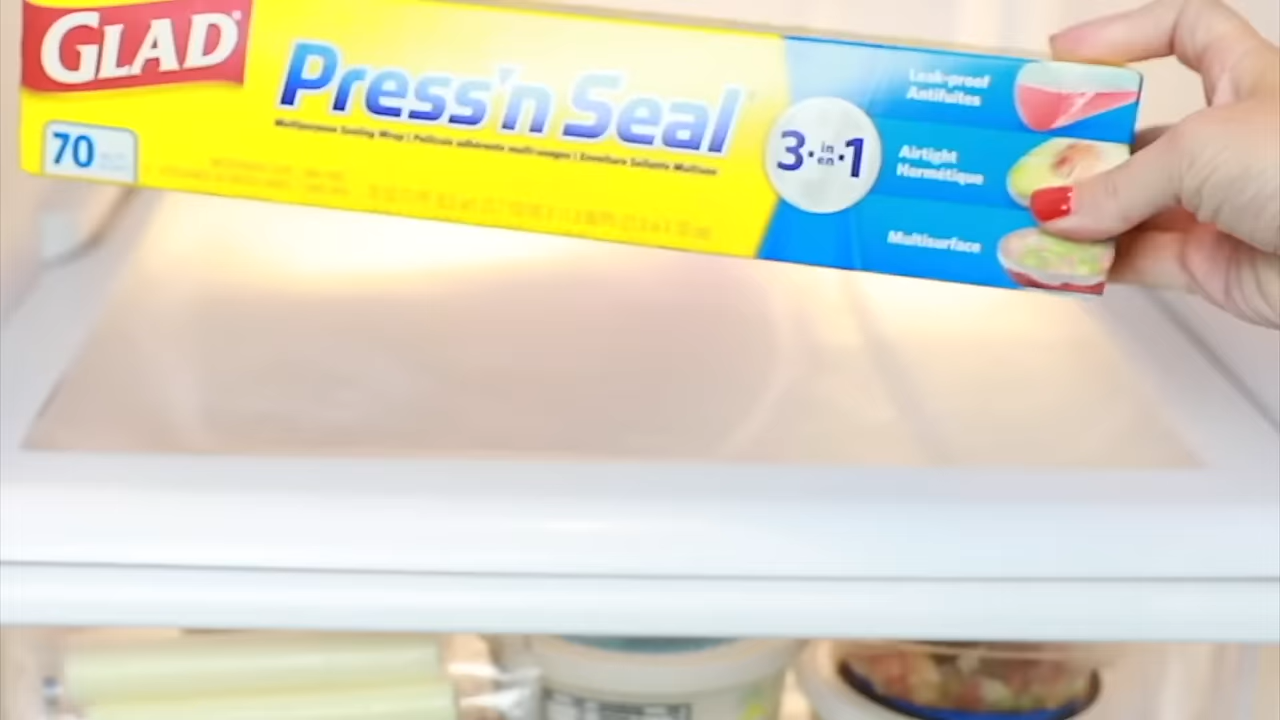 GLAD
Press'n Seal
Multipurpose Sealing Wrap | Pellicule adhérente multi-usages | Envoltura Sellante Multiuso
70
3 in en 1
Leak-proof
Antifuites
Airtight
Hermétique
Multisurface